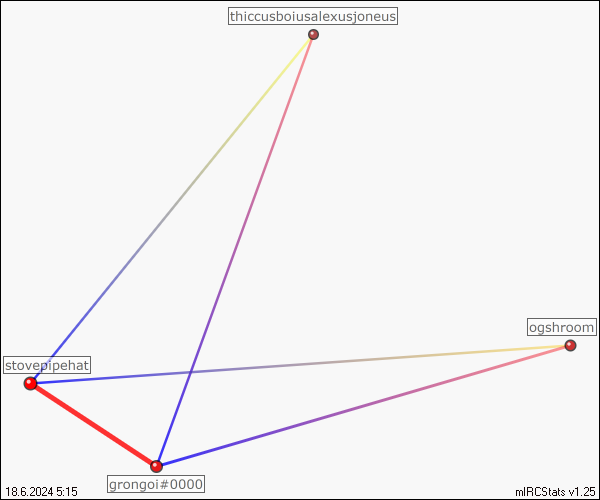 thiccusboiusalexusjoneus
ogshroom
stovepipehat
grongoi#0000
18.6.2024 5:15
mIRCStats v1.25